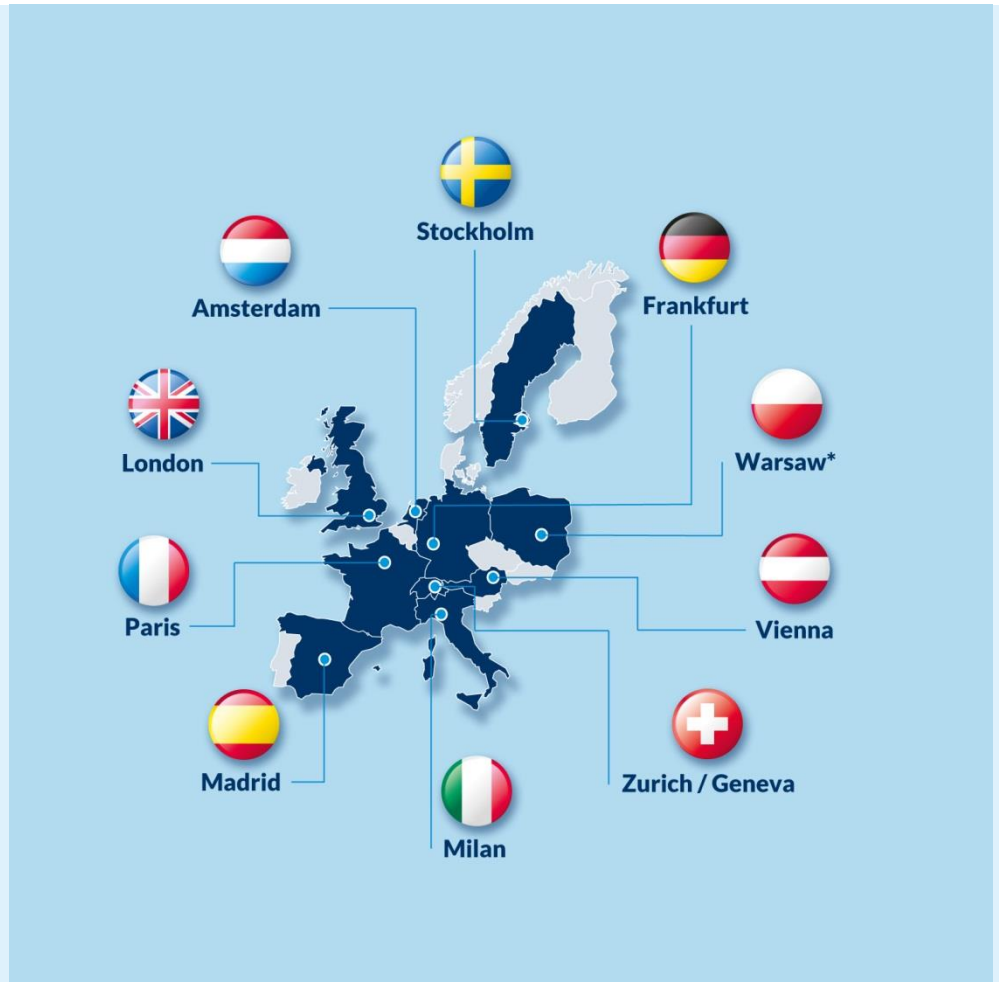 Stockholm
Amsterdam
Frankfurt
London
Warsaw*
Paris
Vienna
Madrid
Zurich / Geneva
Milan